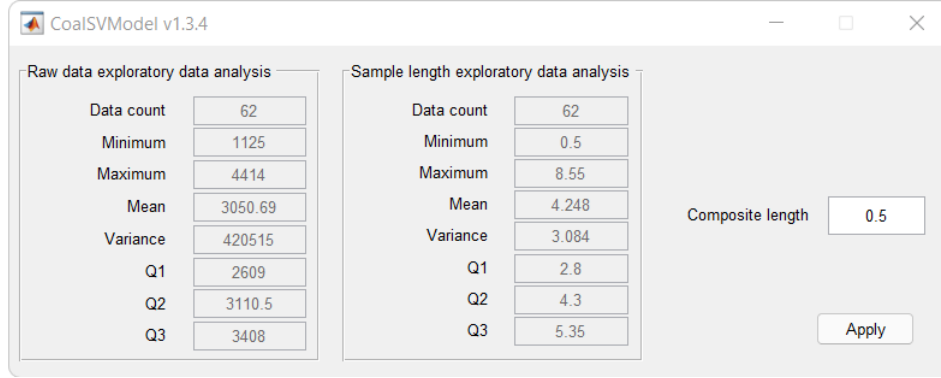 CoalSVModel v1.3.4
Raw data exploratory data analysis
Data count 62
Minimum 1125
Maximum 4414
Mean 3050.69
Variance 420515
Q1 2609
Q2 3110.5
Q3 3408
Sample length exploratory data analysis
Data count 62
Minimum 0.5
Maximum 8.55
Mean 4.248
Variance 3.084
Q1 2.8
Q2 4.3
Q3 5.35
Composite length 0.5
Apply